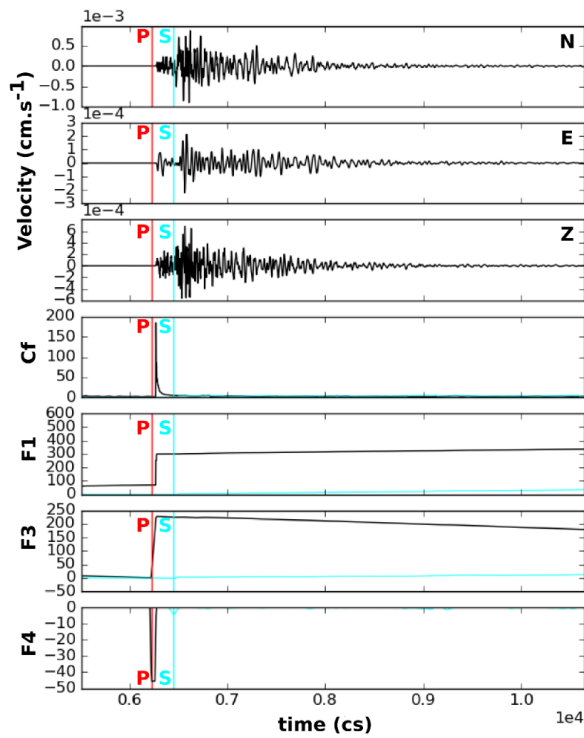 1e−3
P S N
0.5
0.0
−0.5
−1.0
1e−4
P S E
3
2
1
0
−1
−2
−3
Velocity (cm.s⁻¹)
1e−4
P S Z
6
4
2
0
−2
−4
−6
Cf
P S
200
150
100
50
0
F1
P S
600
500
400
300
200
100
0
F3
P S
250
200
150
100
50
0
−50
F4
P S
0
−10
−20
−30
−40
−50
0.6 0.7 0.8 0.9 1.0
1e4
time (cs)